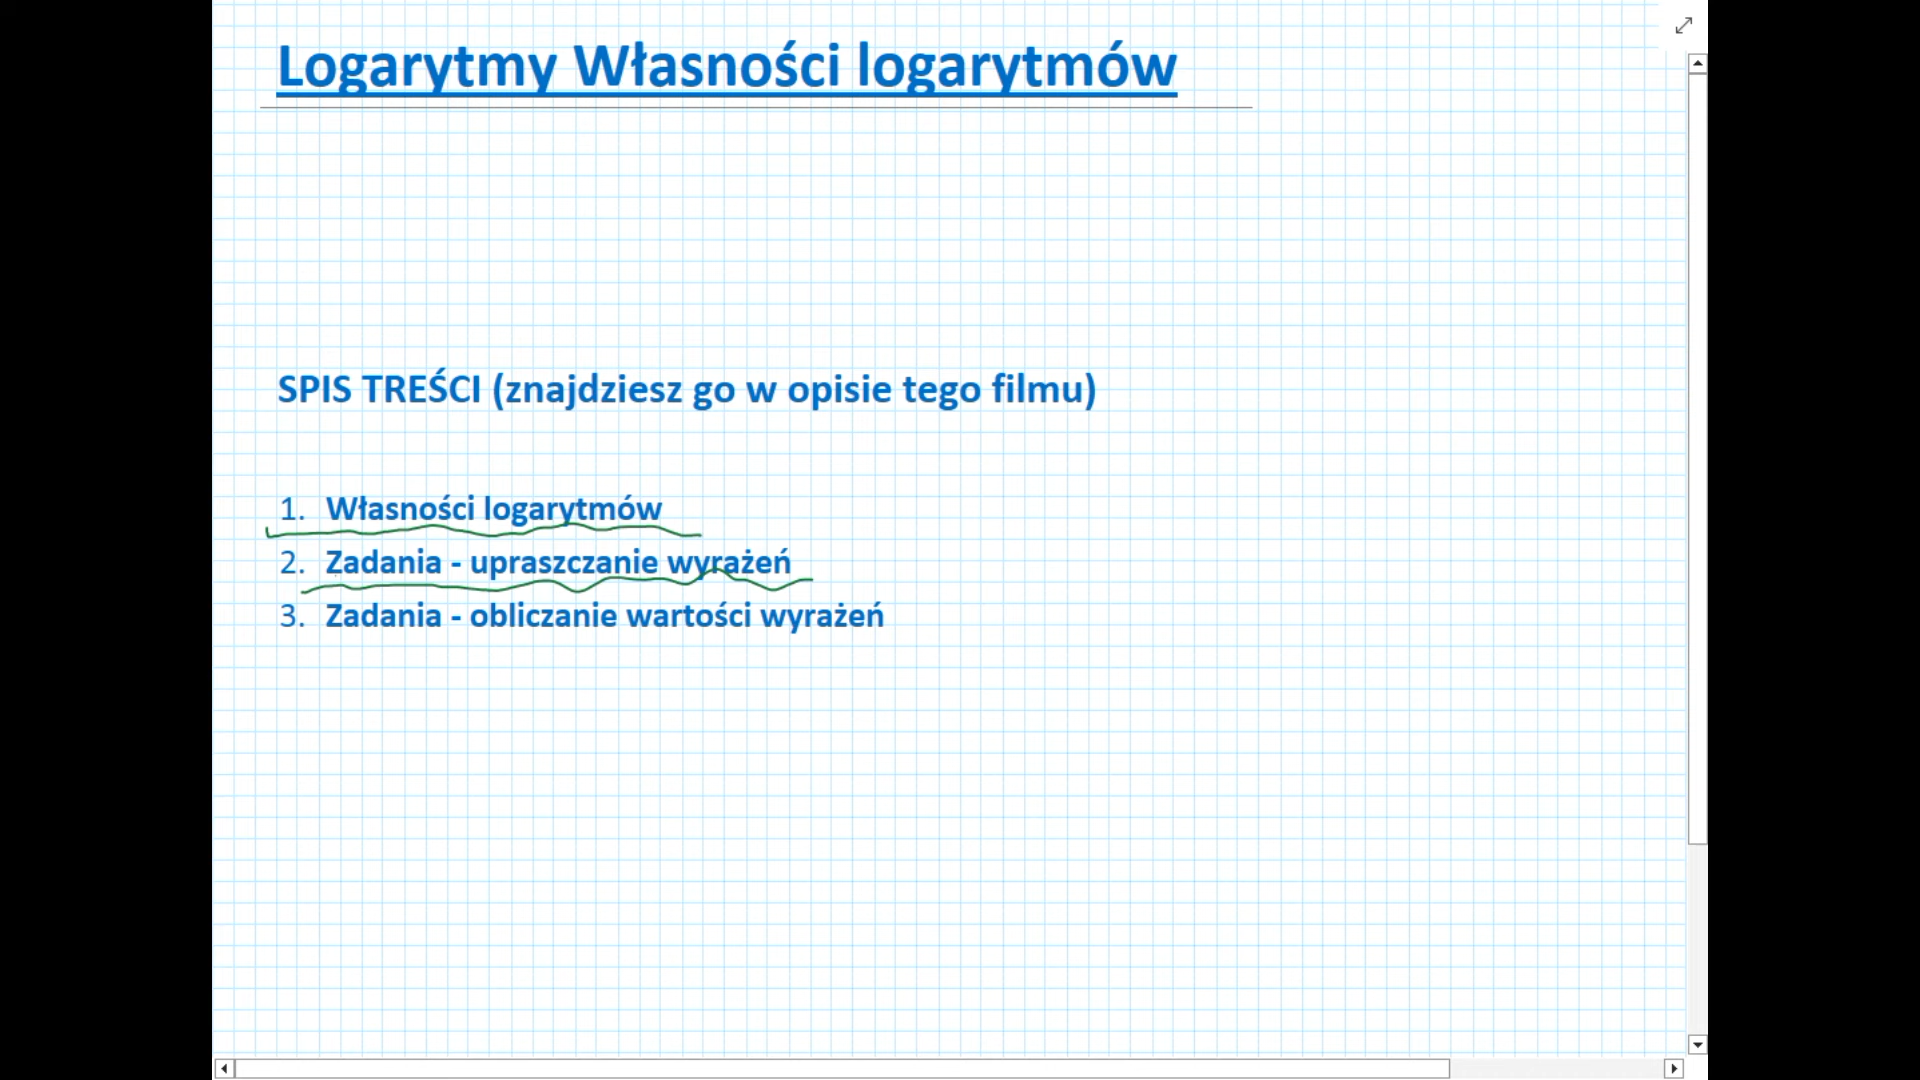 Logarytmy Własności logarytmów
SPIS TREŚCI (znajdziesz go w opisie tego filmu)
1. Własności logarytmów
2. Zadania - upraszczanie wyrażeń
3. Zadania - obliczanie wartości wyrażeń